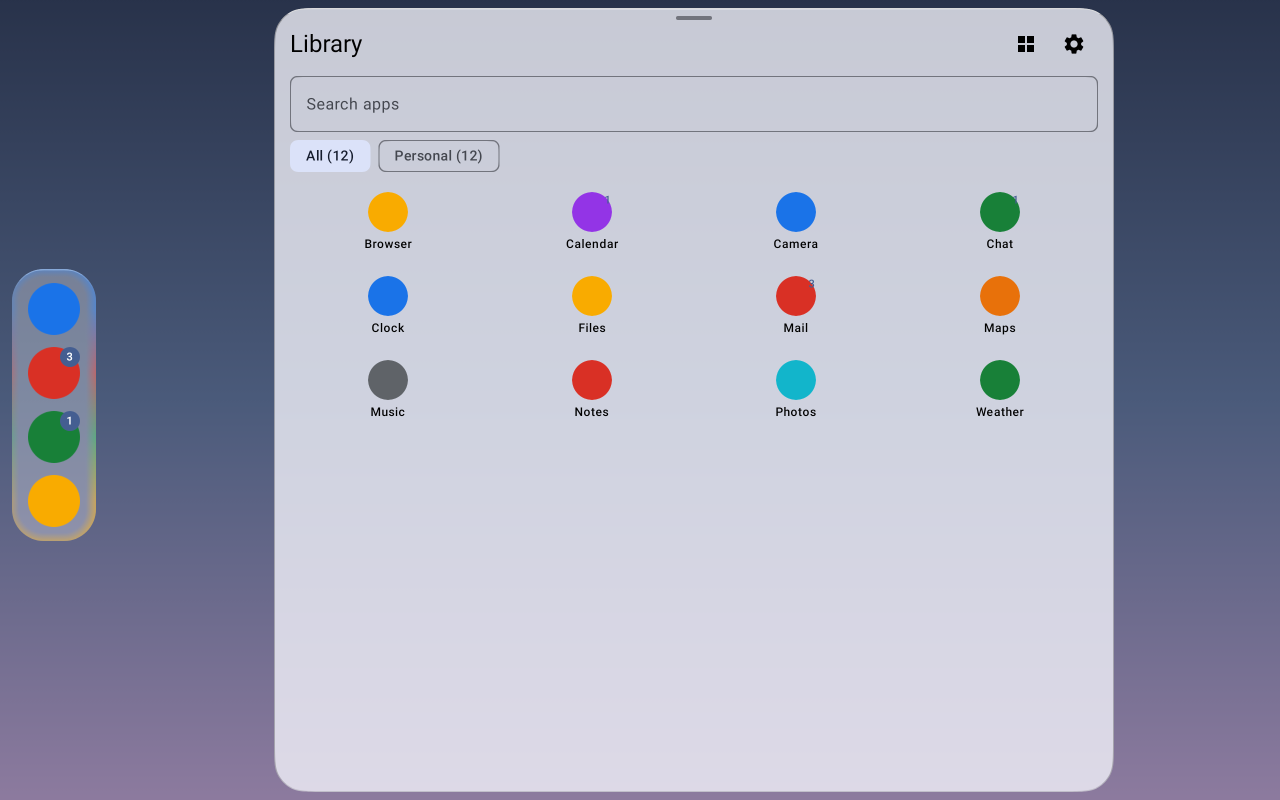 Library
Search apps
All (12)
Personal (12)
Browser
Calendar
Camera
Chat
Clock
Files
Mail
Maps
Music
Notes
Photos
Weather
3
1